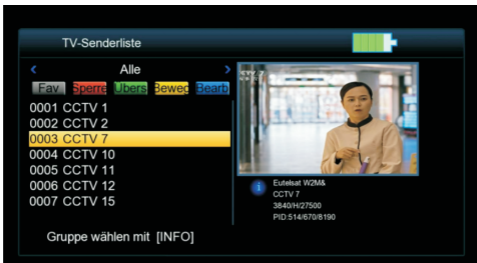 TV-Senderliste
< Alle >
Fav Sperre Übers Beweg Bearb
0001 CCTV 1
0002 CCTV 2
0003 CCTV 7
0004 CCTV 10
0005 CCTV 11
0006 CCTV 12
0007 CCTV 15
Gruppe wählen mit [INFO]
CCTV 7
i
Eutelsat W2M&
CCTV 7
3840/H/27500
PID:514/670/8190